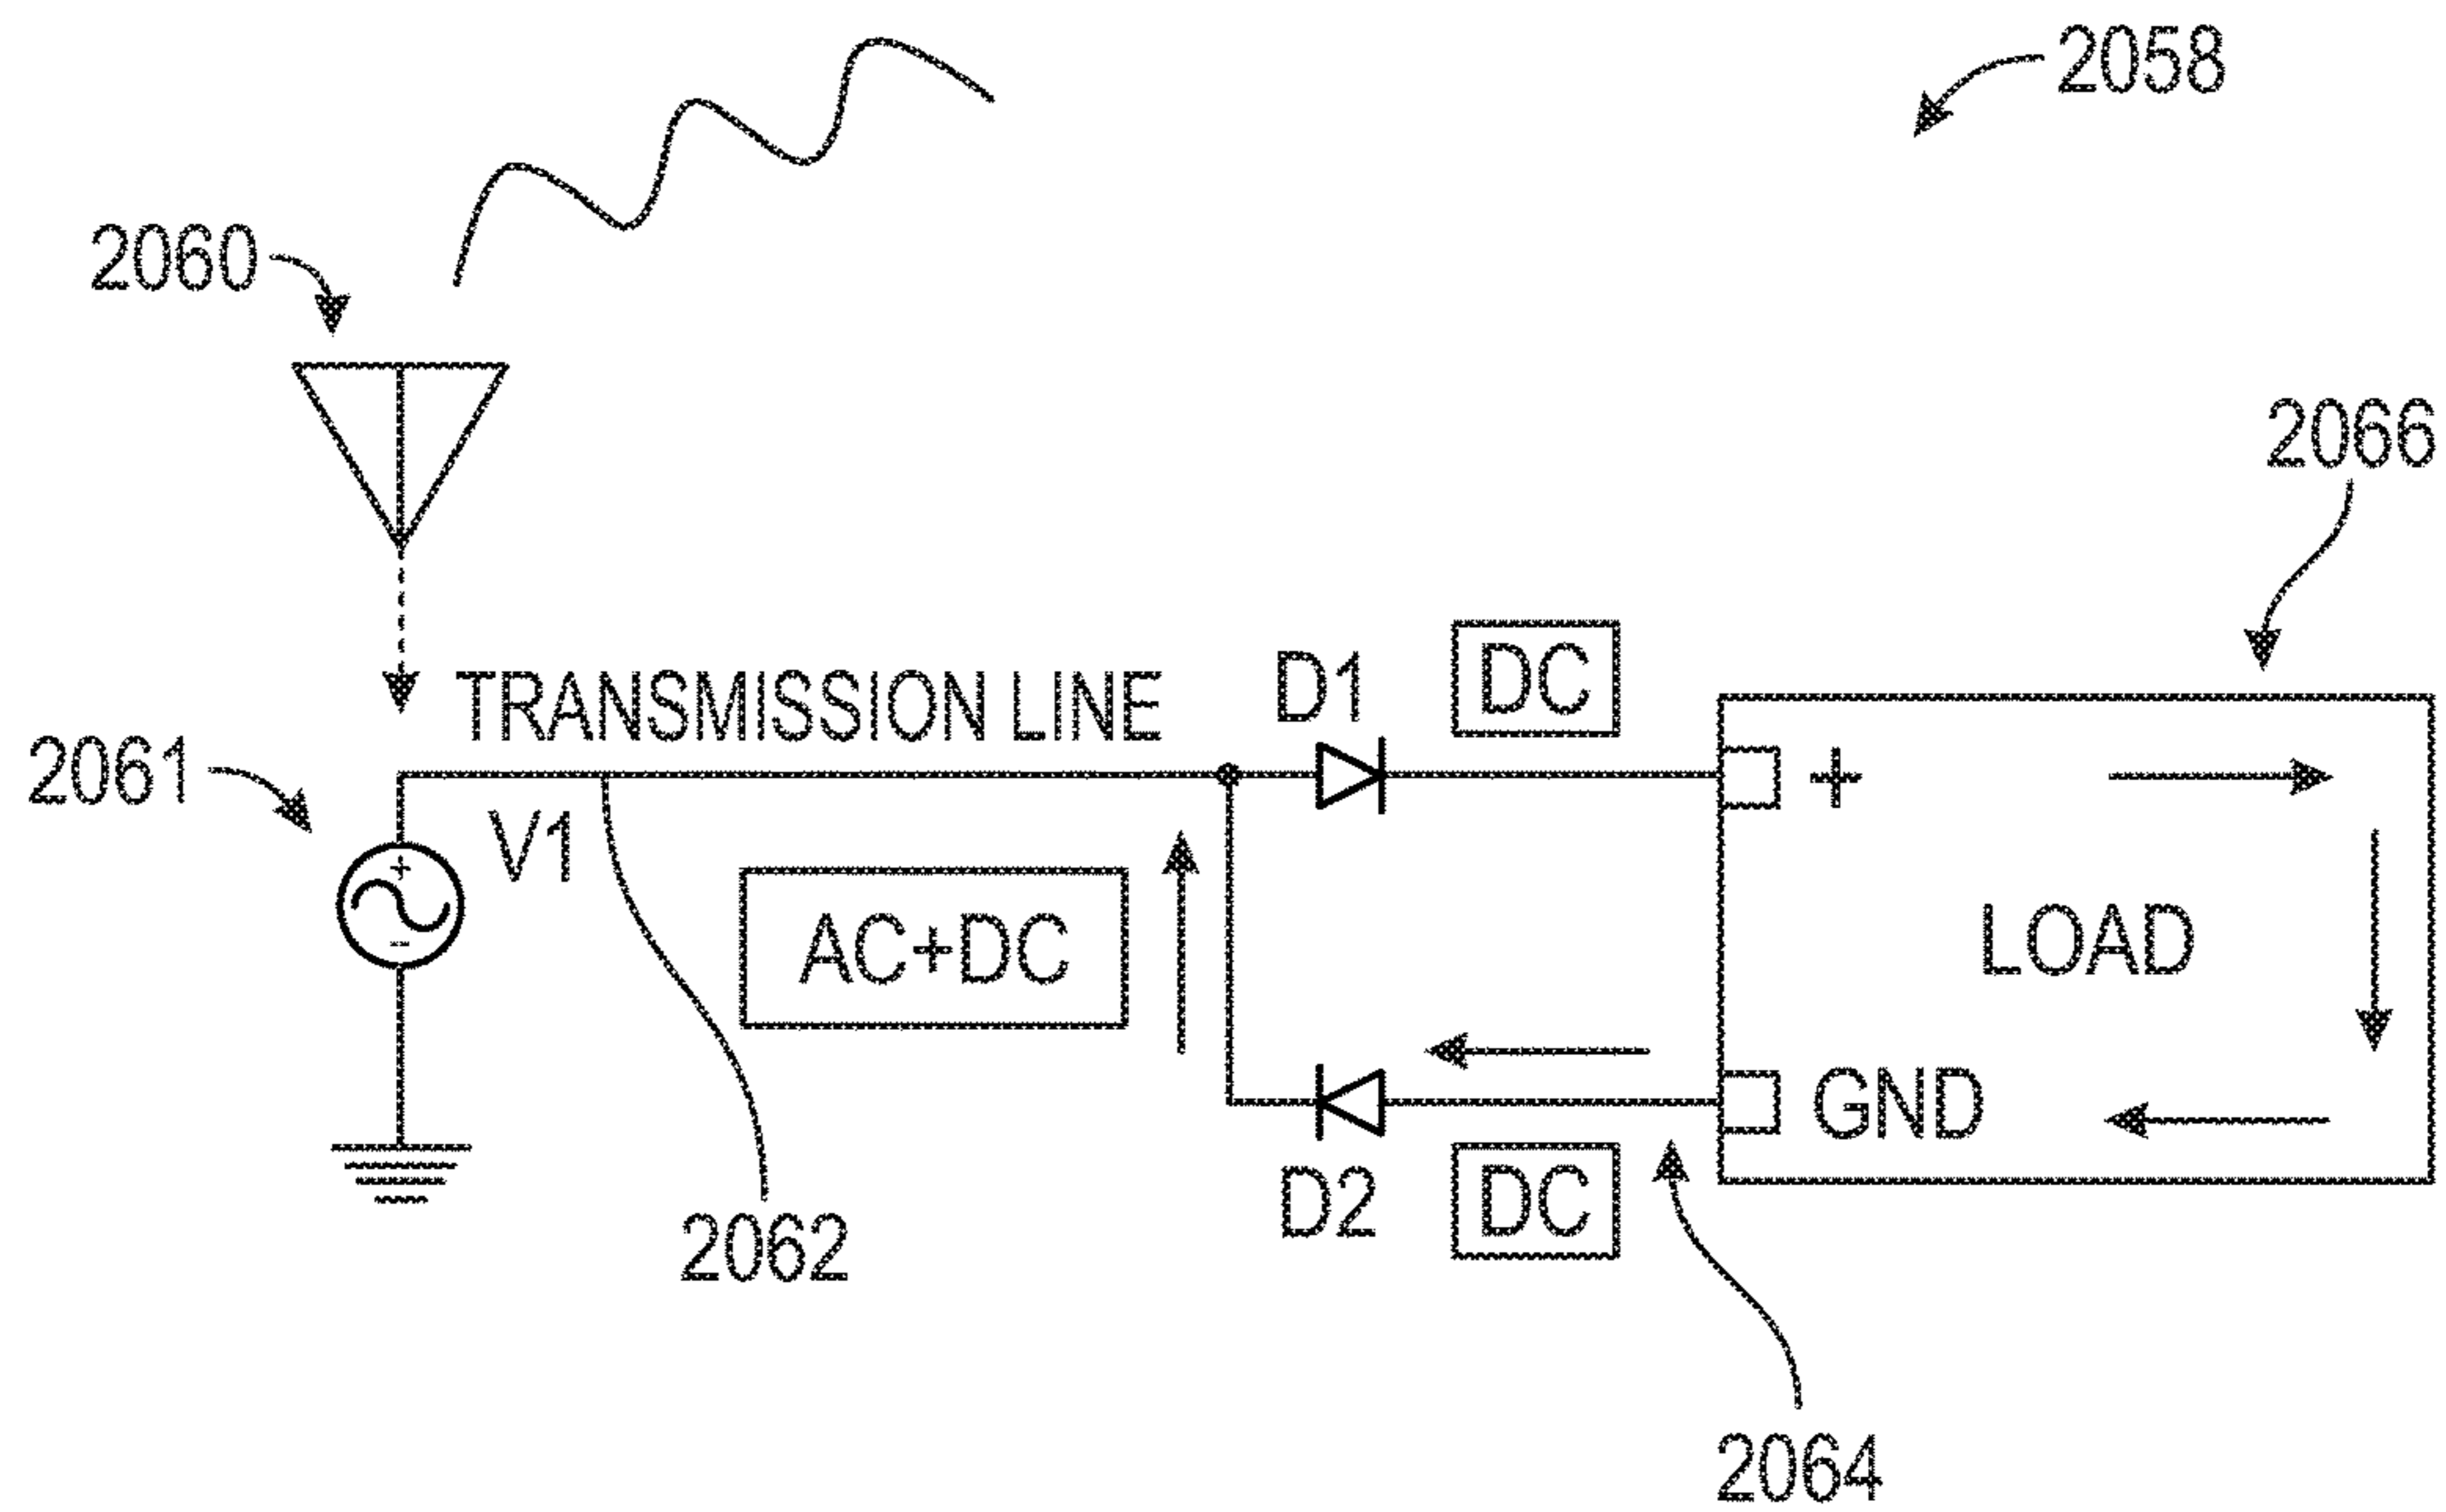 2058
2060
2066
TRANSMISSION LINE
D1
DC
2061
V1
+
+
-
AC+DC
LOAD
GND
D2
DC
2062
2064